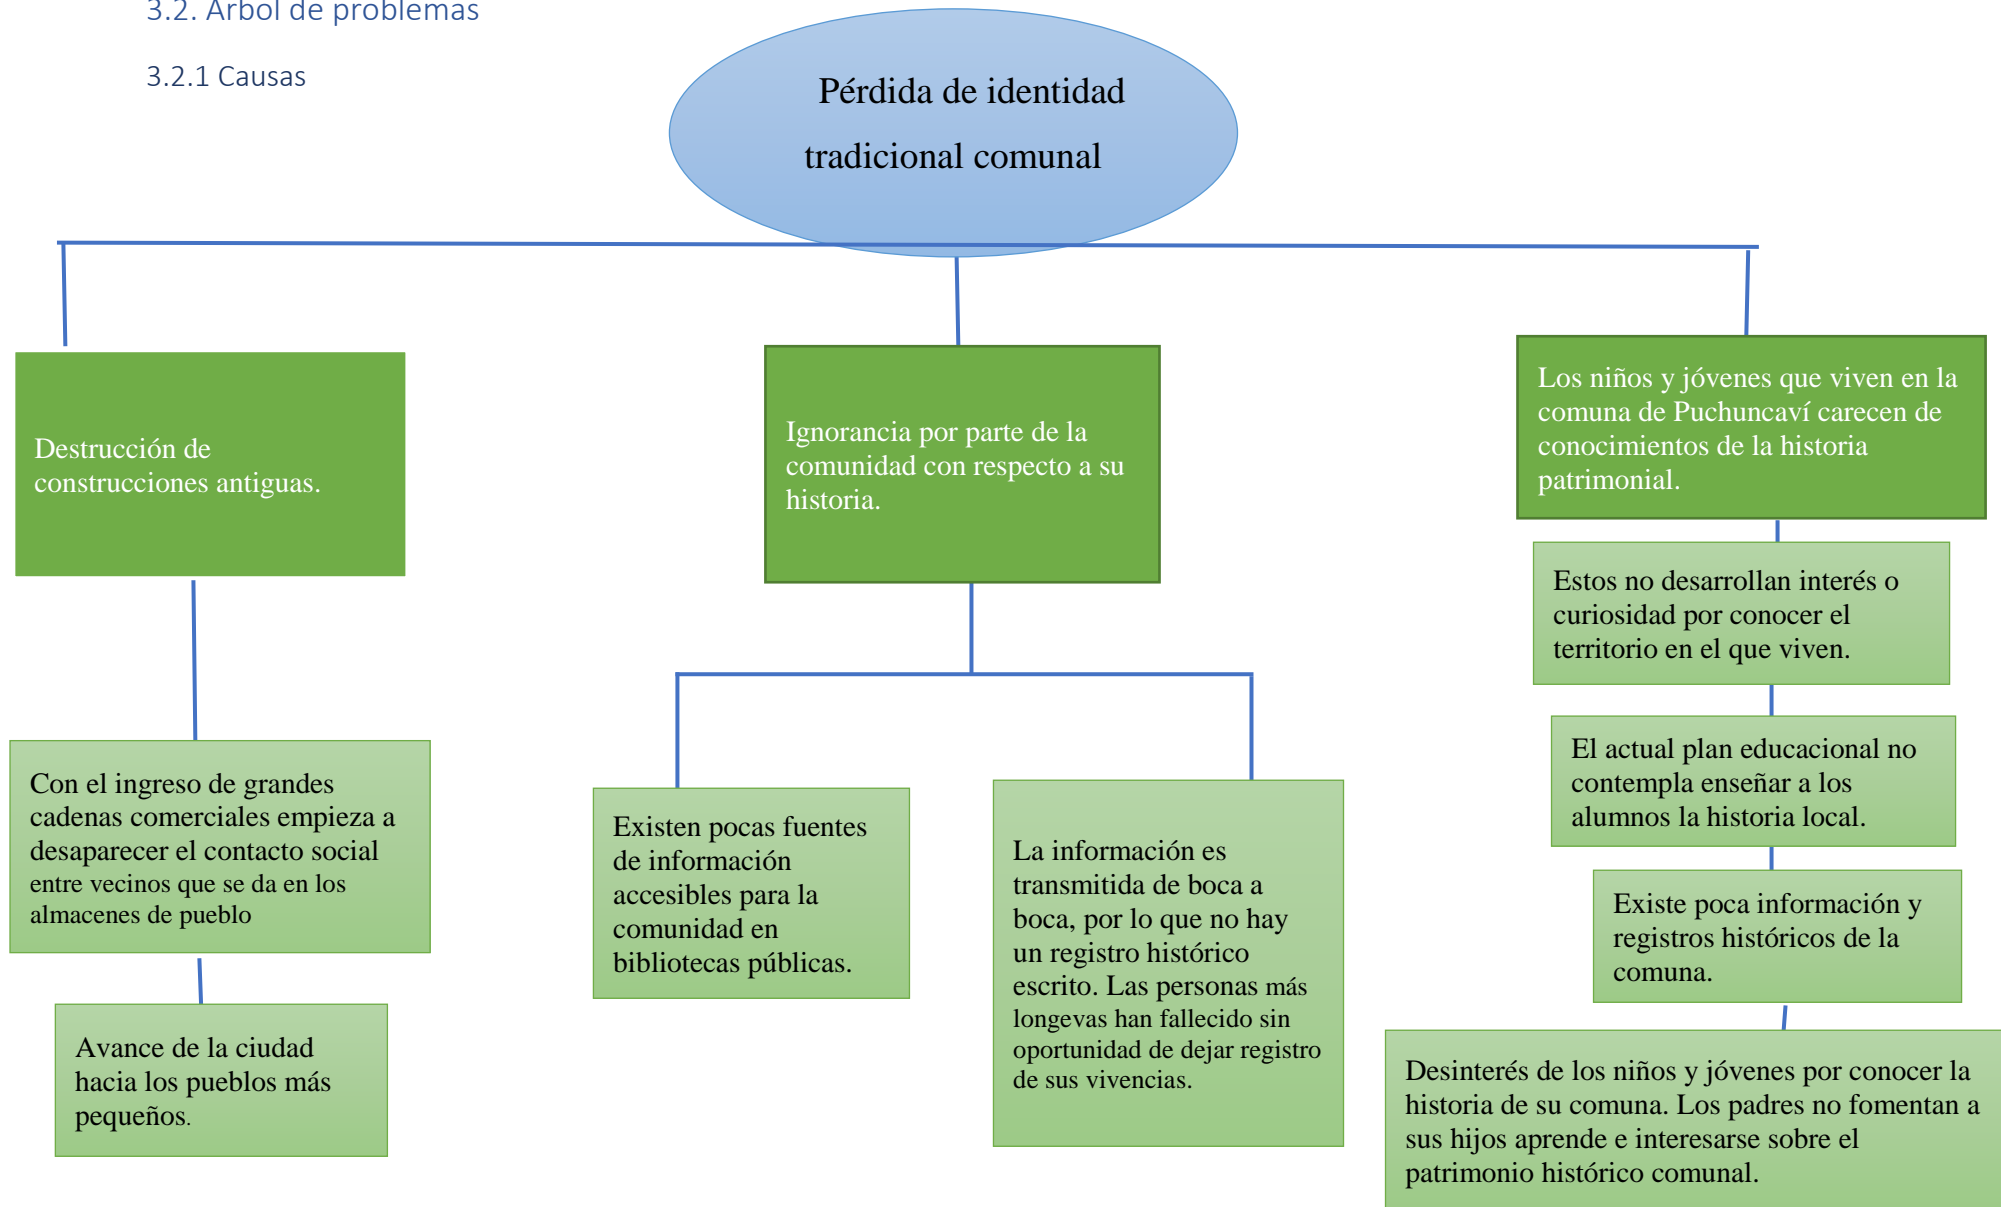 3.2. Árbol de problemas
3.2.1 Causas
Pérdida de identidad
tradicional comunal
Destrucción de
construcciones antiguas.
Ignorancia por parte de la
comunidad con respecto a su
historia.
Los niños y jóvenes que viven en la
comuna de Puchuncaví carecen de
conocimientos de la historia
patrimonial.
Con el ingreso de grandes
cadenas comerciales empieza a
desaparecer el contacto social
entre vecinos que se da en los
almacenes de pueblo
Avance de la ciudad
hacia los pueblos más
pequeños.
Existen pocas fuentes
de información
accesibles para la
comunidad en
bibliotecas públicas.
La información es
transmitida de boca a
boca, por lo que no hay
un registro histórico
escrito. Las personas más
longevas han fallecido sin
oportunidad de dejar registro
de sus vivencias.
Estos no desarrollan interés o
curiosidad por conocer el
territorio en el que viven.
El actual plan educacional no
contempla enseñar a los
alumnos la historia local.
Existe poca información y
registros históricos de la
comuna.
Desinterés de los niños y jóvenes por conocer la
historia de su comuna. Los padres no fomentan a
sus hijos aprende e interesarse sobre el
patrimonio histórico comunal.